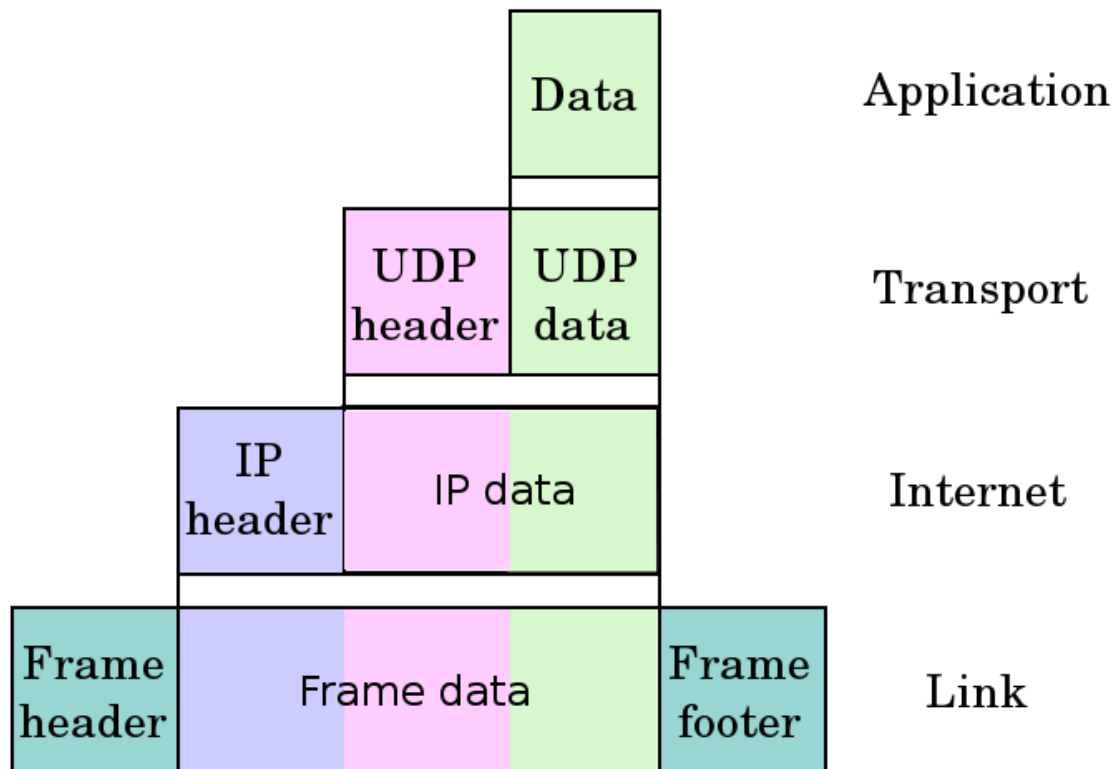 Data
Application
UDP
header
UDP
data
Transport
IP
header
IP data
Internet
Frame
header
Frame data
Frame
footer
Link